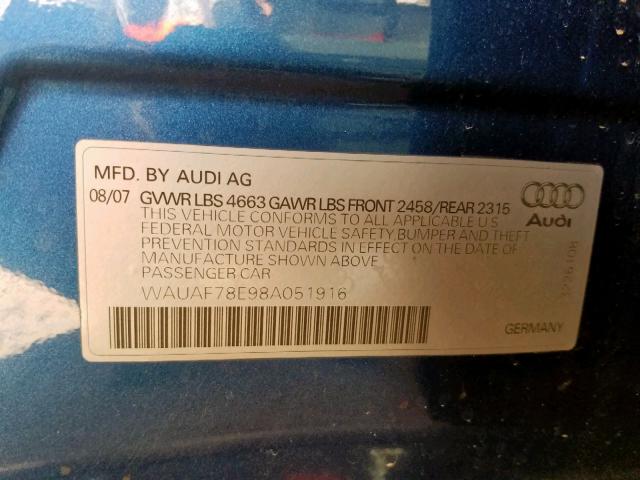 MFD. BY AUDI AG
08/07 GVWR LBS 4663 GAWR LBS FRONT 2458/REAR 2315
THIS VEHICLE CONFORMS TO ALL APPLICABLE U S
FEDERAL MOTOR VEHICLE SAFETY, BUMPER AND THEFT
PREVENTION STANDARDS IN EFFECT ON THE DATE OF
MANUFACTURE SHOWN ABOVE
PASSENGER CAR
WAUAF78E98A051916
Audi
GERMANY